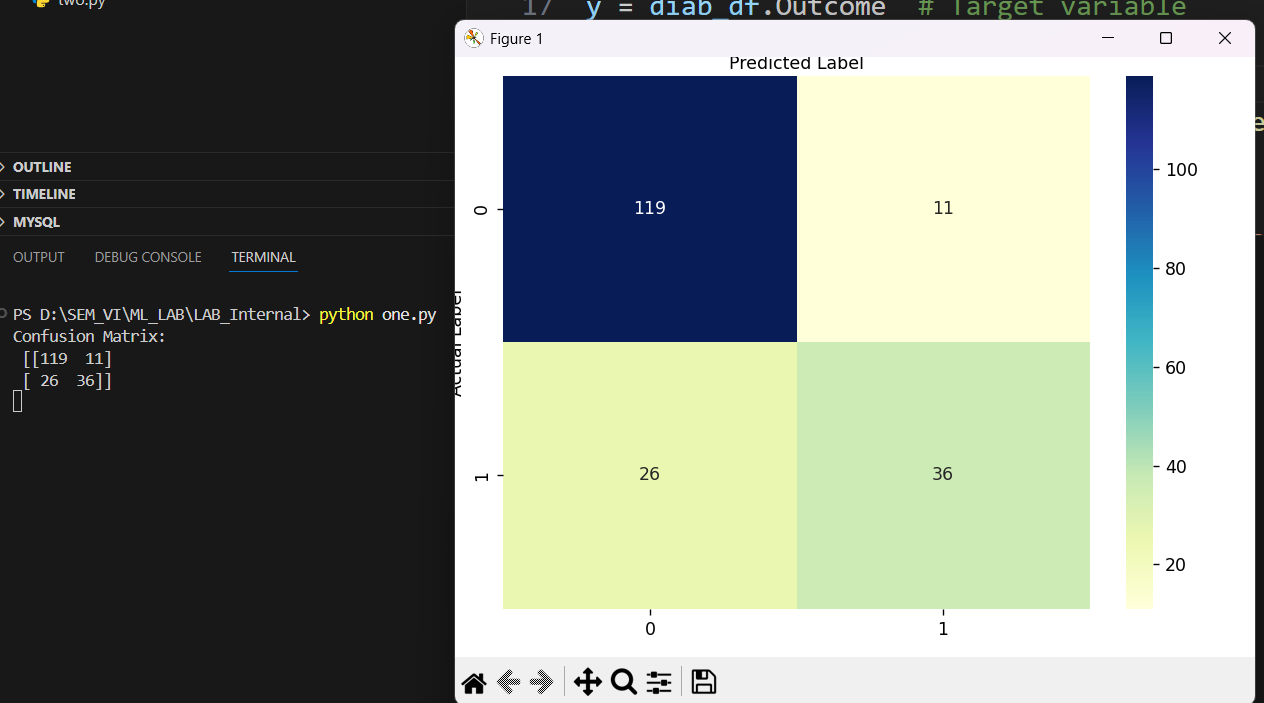 two.py
17 y = diab_df.Outcome # Target variable
Figure 1
Predicted Label
OUTLINE
TIMELINE
MYSQL
OUTPUT DEBUG CONSOLE TERMINAL
PS D:\SEM_VI\ML_LAB\LAB_Internal> python one.py
Confusion Matrix:
[[119 11]
[ 26 36]]
Actual Label
0
1
119 11
26 36
0 1
100
80
60
40
20